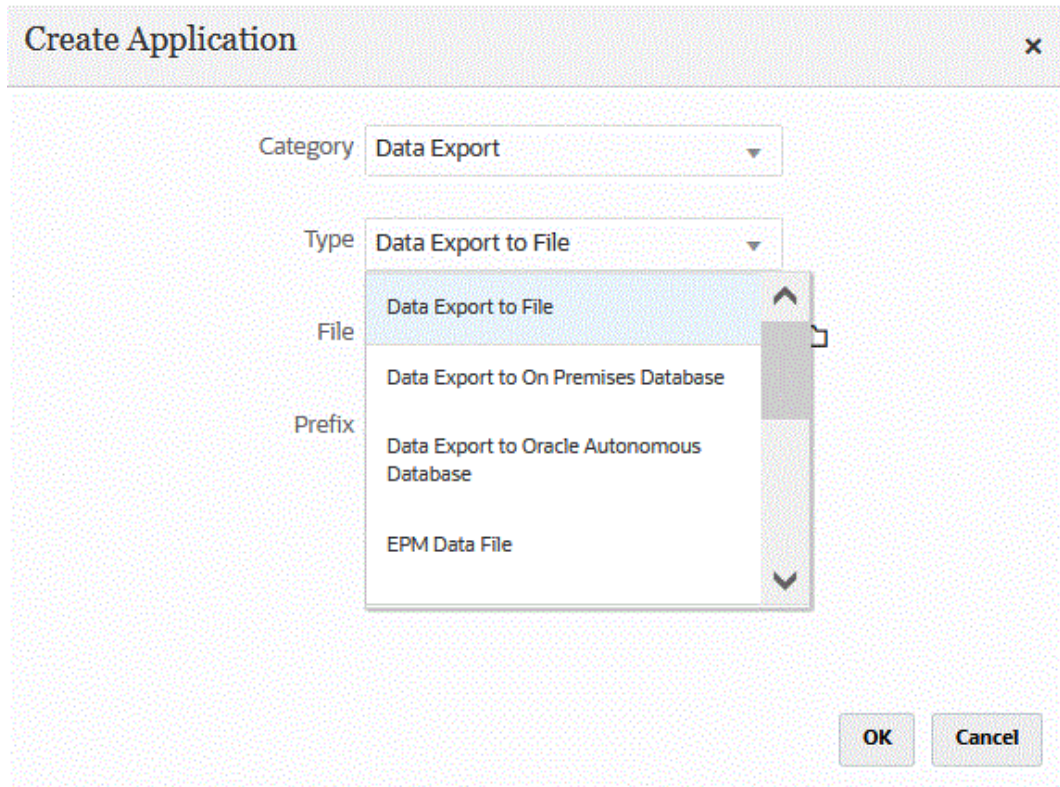 Create Application
×
Category Data Export
Type Data Export to File
Data Export to File
File
Data Export to On Premises Database
Prefix
Data Export to Oracle Autonomous
Database
EPM Data File
OK Cancel